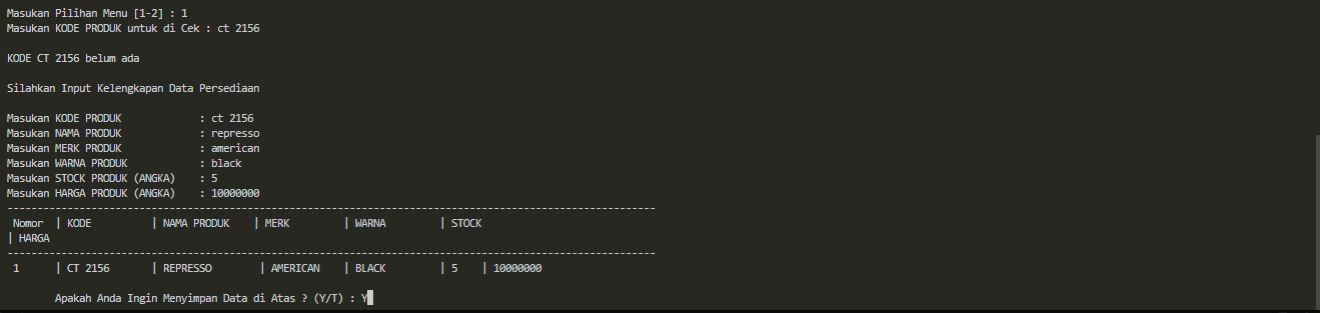 Masukan Pilihan Menu [1-2] : 1
Masukan KODE PRODUK untuk di Cek : ct 2156
KODE CT 2156 belum ada
Silahkan Input Kelengkapan Data Persediaan
Masukan KODE PRODUK : ct 2156
Masukan NAMA PRODUK : represso
Masukan MERK PRODUK : american
Masukan WARNA PRODUK : black
Masukan STOCK PRODUK (ANGKA) : 5
Masukan HARGA PRODUK (ANGKA) : 10000000
------------------------------------------------------------------------------------------------------------
Nomor | KODE | NAMA PRODUK | MERK | WARNA | STOCK
| HARGA
------------------------------------------------------------------------------------------------------------
1 | CT 2156 | REPRESSO | AMERICAN | BLACK | 5 | 10000000
Apakah Anda Ingin Menyimpan Data di Atas ? (Y/T) : Y